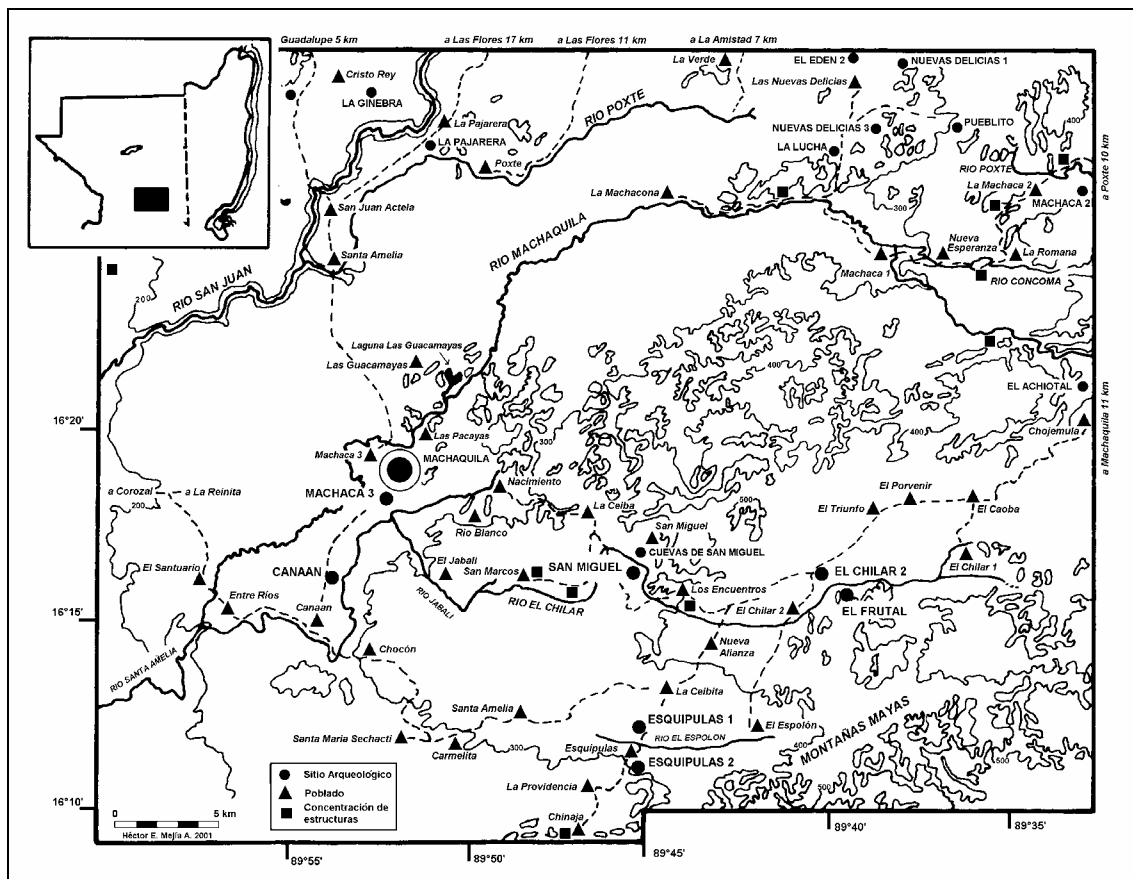 Guadalupe 5 km
a Las Flores 17 km
a Las Flores 11 km
a La Amistad 7 km
La Verde
EL EDEN 2
NUEVAS DELICIAS 1
Cristo Rey
LA GINEBRA
Las Nuevas Delicias
La Pajarera
RIO POXTE
NUEVAS DELICIAS 3
PUEBLITO
400
LA PAJARERA
LA LUCHA
Poxte
RIO POXTE
a Poxte 10 km
La Machacona
La Machaca 2
MACHACA 2
San Juan Actela
300
RIO MACHAQUILA
Santa Amelia
Nueva
Esperanza
La Romana
Machaca 1
RIO CONCOMA
200
RIO SAN JUAN
Laguna Las Guacamayas
Las Guacamayas
400
EL ACHIOTAL
a Machaquila 11 km
16°20'
Las Pacayas
300
400
Chojemula
Machaca 3
MACHAQUILA
MACHACA 3
Nacimiento
El Porvenir
a Corozal
a La Reinita
200
500
La Ceiba
El Triunfo
El Caoba
Rio Blanco
San Miguel
CUEVAS DE SAN MIGUEL
El Chilar 1
El Santuario
CANAAN
El Jabalí
San Marcos
SAN MIGUEL
EL CHILAR 2
Los Encuentros
RIO JABALI
RIO EL CHILAR
El Chilar 2
EL FRUTAL
Entre Ríos
16°15'
Canaan
Nueva
Alianza
Chocón
RIO SANTA AMELIA
La Ceibita
Santa Amelia
ESQUIPULAS 1
El Espolón
MONTAÑAS MAYAS
Santa Maria Sechactí
RIO EL ESPOLON
400
Carmelita
300
Esquipulas
500
ESQUIPULAS 2
La Providencia
500
Sitio Arqueológico
Poblado
Concentración de
estructuras
16°10'
0
5 km
Chinaja
Héctor E. Mejía A. 2001
89°55'
89°50'
89°45'
89°40'
89°35'